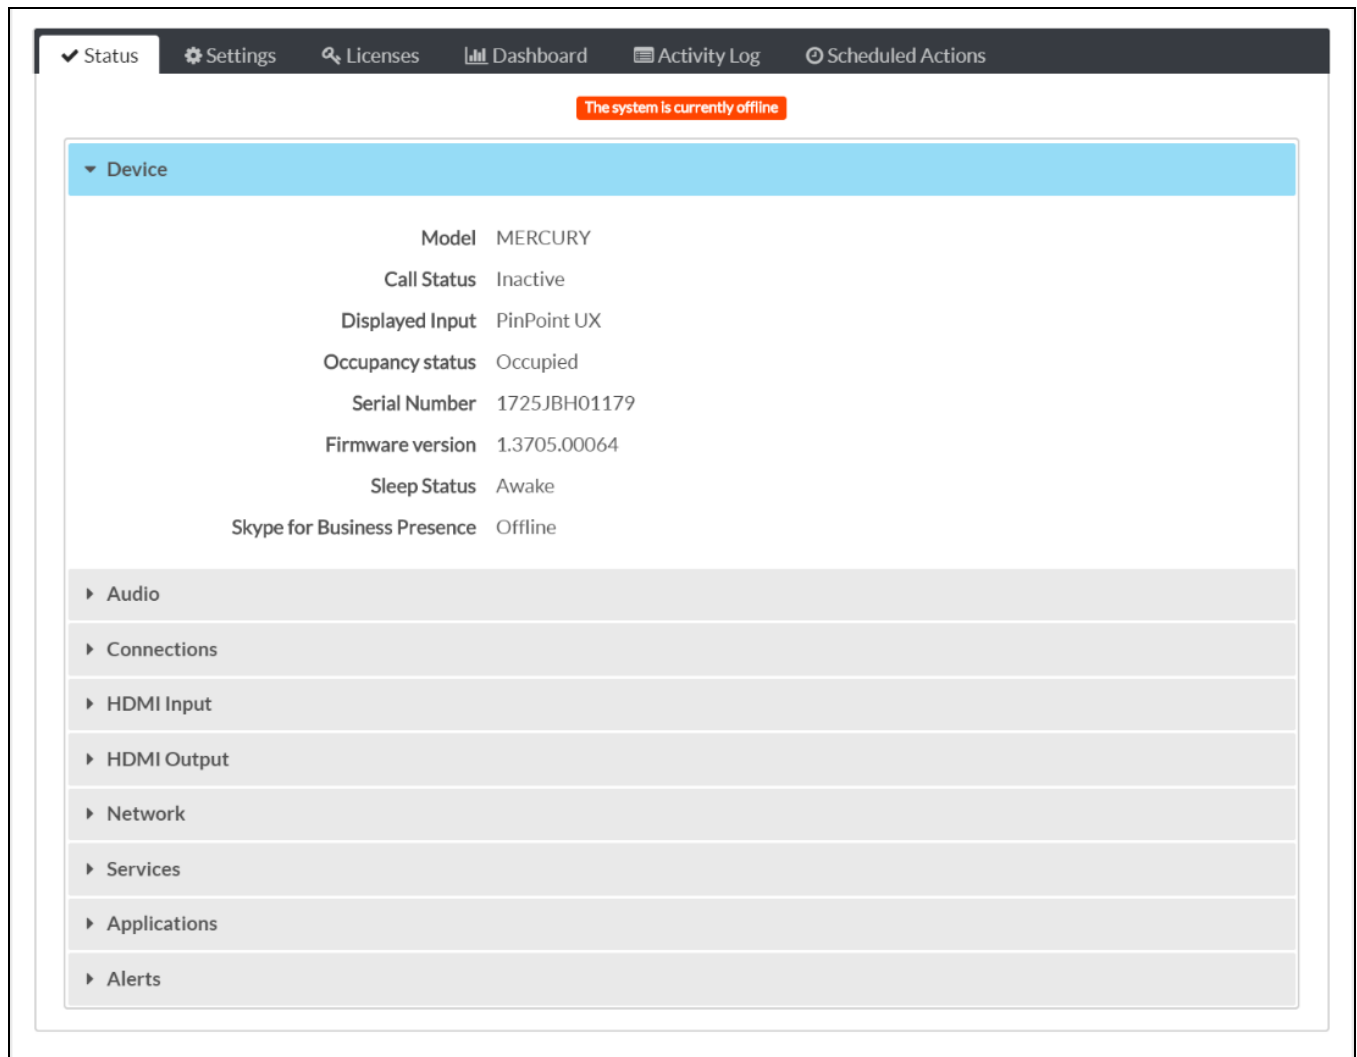 Status Settings Licenses Dashboard Activity Log Scheduled Actions
The system is currently offline
Device
Model MERCURY
Call Status Inactive
Displayed Input PinPoint UX
Occupancy status Occupied
Serial Number 1725JBH01179
Firmware version 1.3705.00064
Sleep Status Awake
Skype for Business Presence Offline
Audio
Connections
HDMI Input
HDMI Output
Network
Services
Applications
Alerts